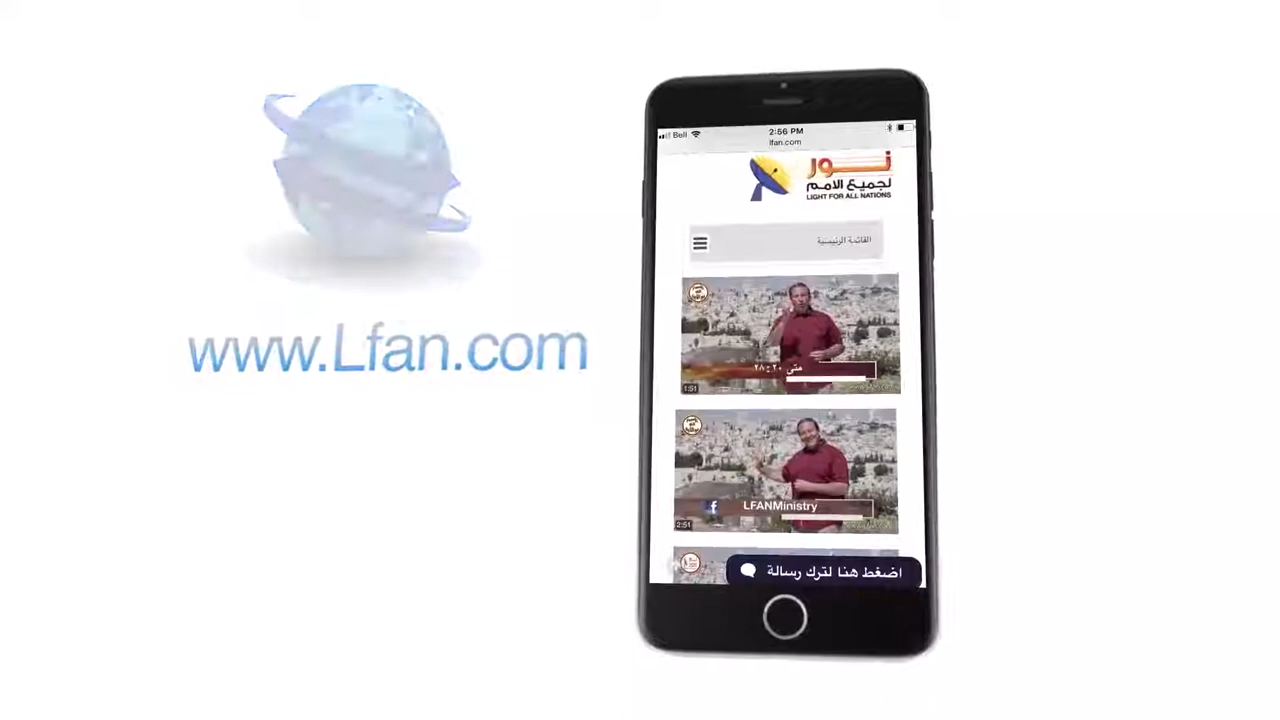 www.Lfan.com
Bell
2:56 PM
lfan.com
نور
لجميع الامم
LIGHT FOR ALL NATIONS
القائمة الرئيسية
متى ٢٠ : ٢٨
1:51
LFANMinistry
2:51
اضغط هنا لترك رسالة